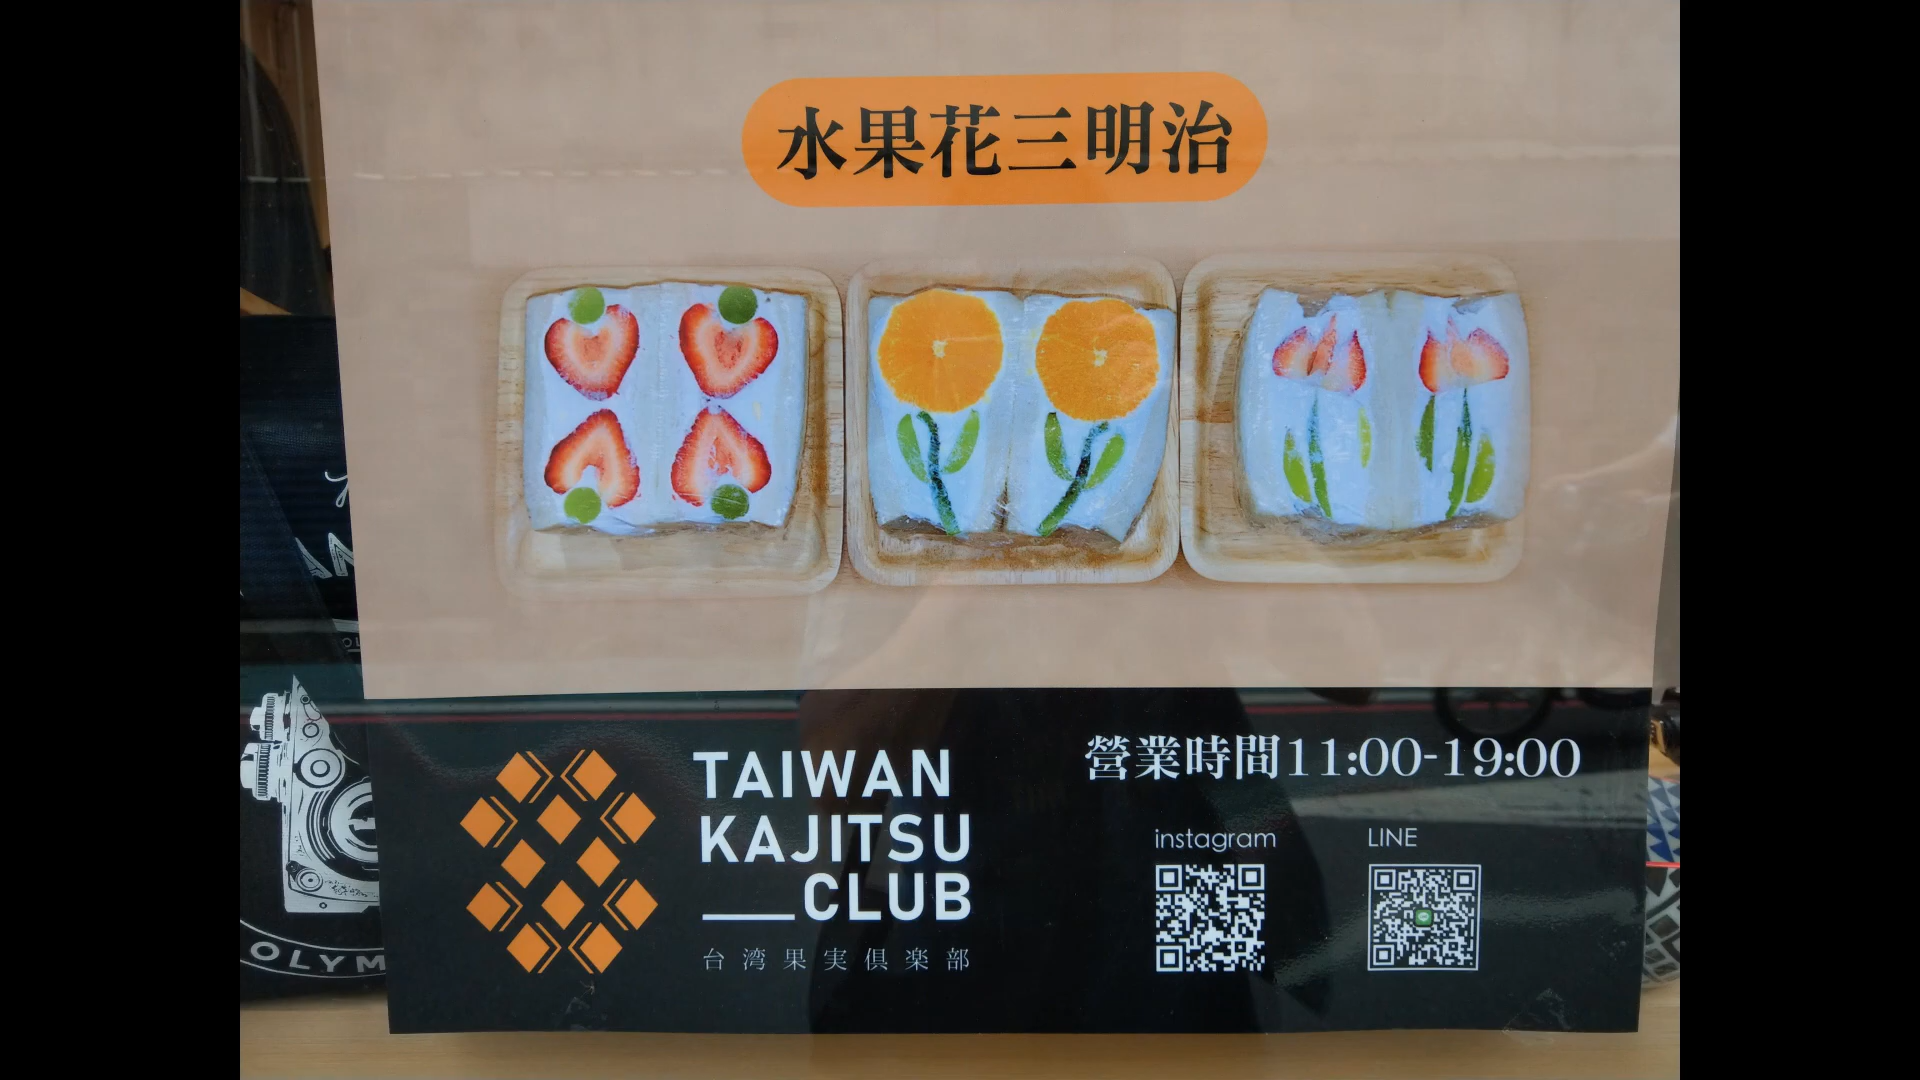 水果花三明治
TAIWAN
KAJITSU
CLUB
台湾果実倶楽部
營業時間11:00-19:00
instagram
LINE
OLYM